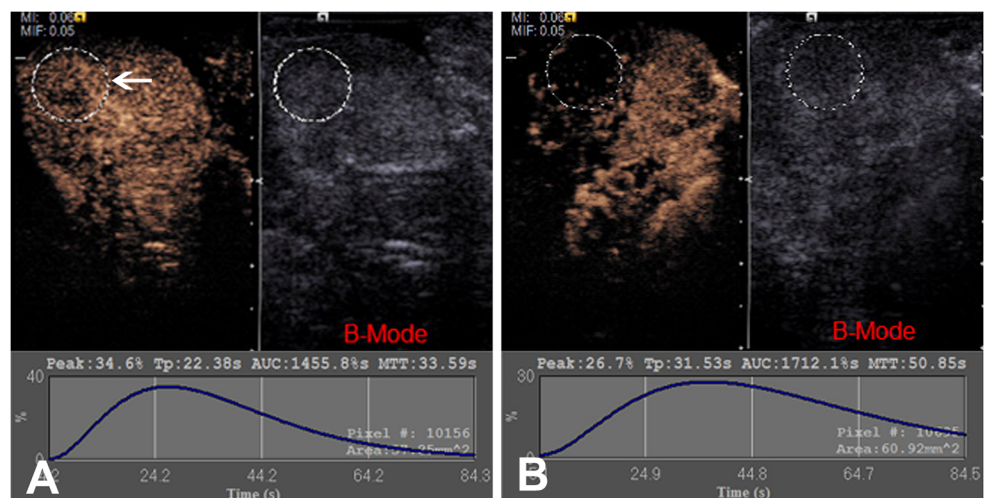 MI: 0.06
MIF: 0.05
B-Mode
Peak:34.6% Tp:22.38s AUC:1455.8%s MTT:33.59s
40
%
0
Pixel #: 10156
mm^2
24.2 44.2 64.2 84.3
Time (s)
A
MI: 0.06
MIF: 0.05
B-Mode
Peak:26.7% Tp:31.53s AUC:1712.1%s MTT:50.85s
30
%
0
Pixel #:
Area:60.92mm^2
24.9 44.8 64.7 84.5
Time (s)
B